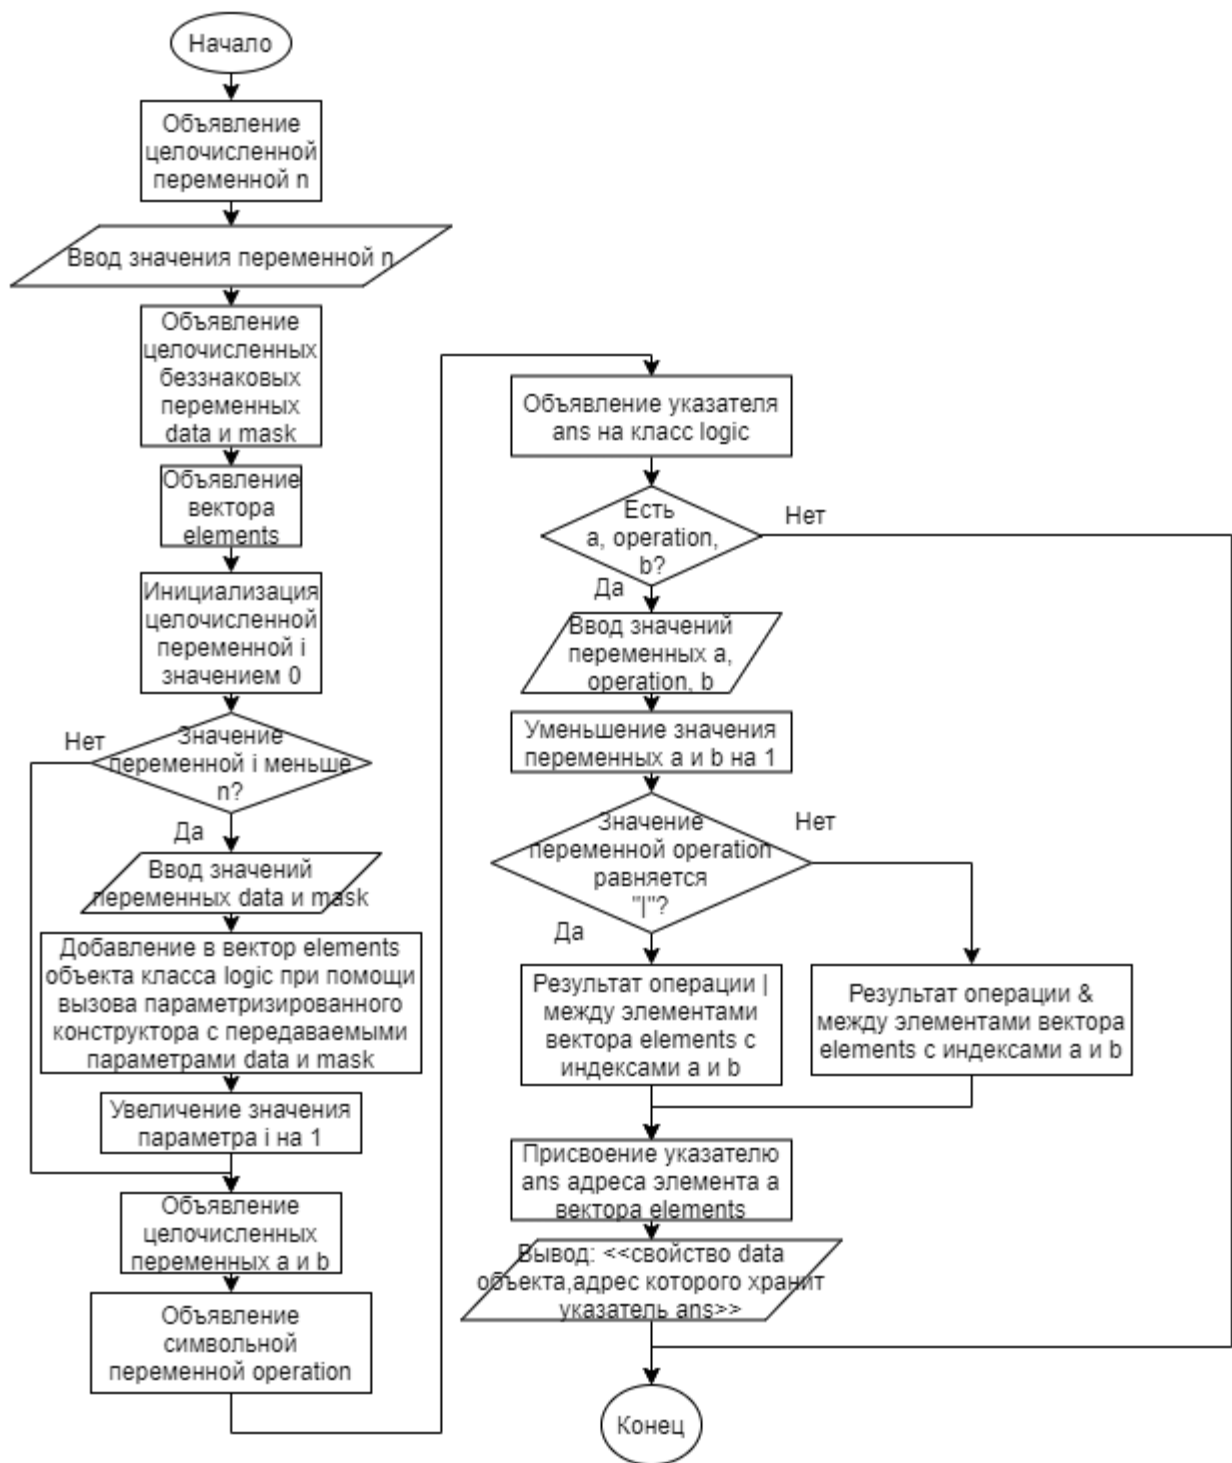 Начало
Объявление
целочисленной
переменной n
Ввод значения переменной n
Объявление
целочисленных
беззнаковых
переменных
data и mask
Объявление
вектора
elements
Инициализация
целочисленной
переменной i
значением 0
Нет
Значение
переменной i меньше
n?
Да
Ввод значений
переменных data и mask
Добавление в вектор elements
объекта класса logic при помощи
вызова параметризированного
конструктора с передаваемыми
параметрами data и mask
Увеличение значения
параметра i на 1
Объявление
целочисленных
переменных a и b
Объявление
символьной
переменной operation
Объявление указателя
ans на класс logic
Есть
a, operation,
b?
Нет
Да
Ввод значений
переменных a,
operation, b
Уменьшение значения
переменных a и b на 1
Значение
переменной operation
равняется
"|"?
Нет
Да
Результат операции |
между элементами
вектора elements с
индексами a и b
Результат операции &
между элементами вектора
elements с индексами a и b
Присвоение указателю
ans адреса элемента a
вектора elements
Вывод: <<свойство data
объекта,адрес которого хранит
указатель ans>>
Конец